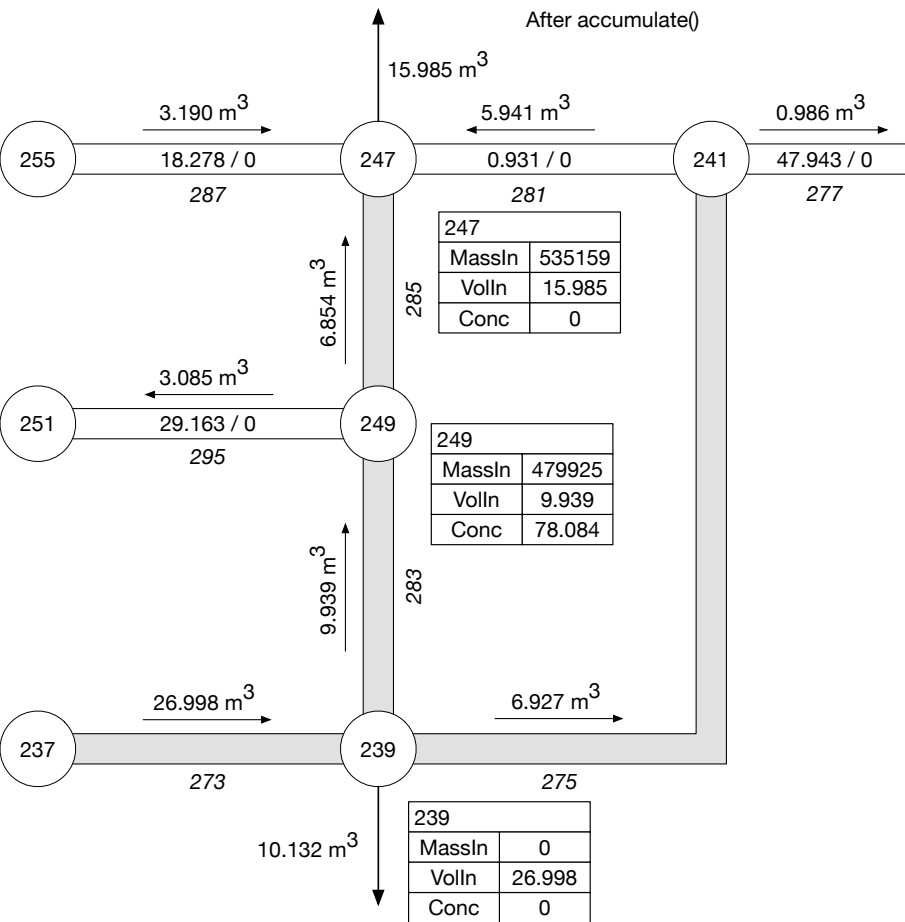 After accumulate()
15.985 m³
3.190 m³
5.941 m³
0.986 m³
255
18.278 / 0
247
0.931 / 0
241
47.943 / 0
287
281
277
247
MassIn 535159
VolIn 15.985
Conc 0
6.854 m³
285
3.085 m³
251
29.163 / 0
249
295
249
MassIn 479925
VolIn 9.939
Conc 78.084
9.939 m³
283
26.998 m³
6.927 m³
237
239
273
275
10.132 m³
239
MassIn 0
VolIn 26.998
Conc 0